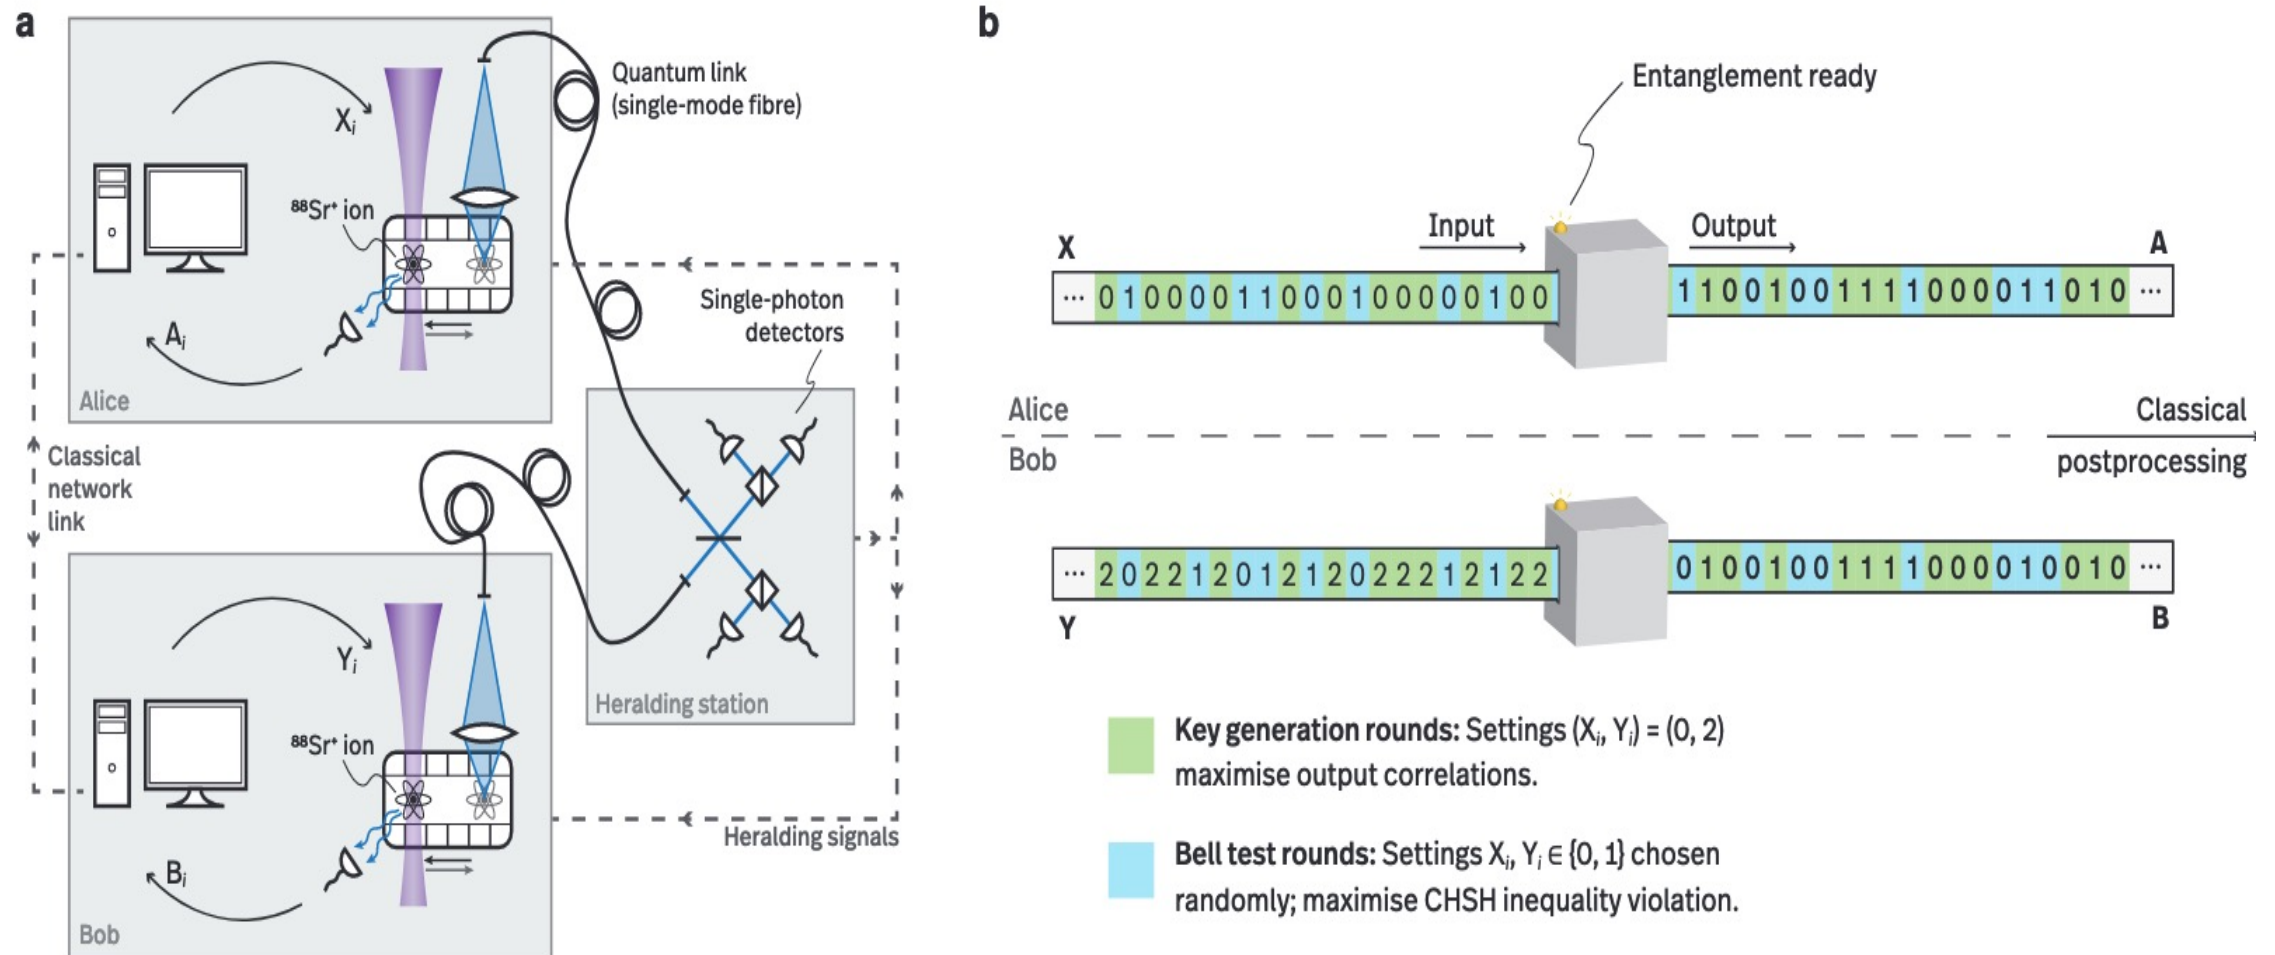 a
Quantum link
(single-mode fibre)
Xi
88Sr+ ion
Ai
Alice
Single-photon
detectors
Classical
network
link
Heralding station
Yi
88Sr+ ion
Bi
Bob
Heralding signals
b
Entanglement ready
Input
Output
X
A
... 0 1 0 0 0 0 1 1 0 0 0 1 0 0 0 0 0 1 0 0
1 1 0 0 1 0 0 1 1 1 1 0 0 0 0 1 1 0 1 0 ...
Alice
Classical
Bob
postprocessing
... 2 0 2 2 1 2 0 1 2 1 2 0 2 2 2 1 2 1 2 2
0 1 0 0 1 0 0 1 1 1 1 0 0 0 0 1 0 0 1 0 ...
Y
B
Key generation rounds: Settings (Xi, Yi) = (0, 2)
maximise output correlations.
Bell test rounds: Settings Xi, Yi ∈ {0, 1} chosen
randomly; maximise CHSH inequality violation.